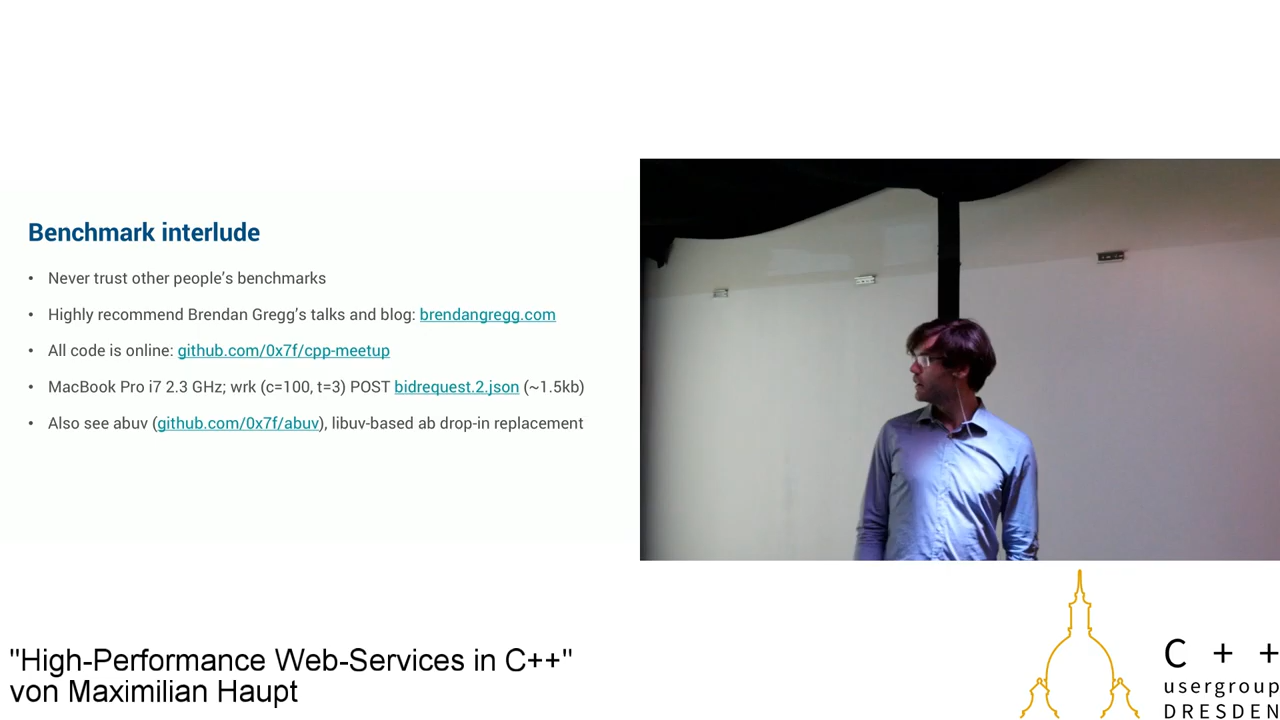 Benchmark interlude
• Never trust other people’s benchmarks
• Highly recommend Brendan Gregg’s talks and blog: brendangregg.com
• All code is online: github.com/0x7f/cpp-meetup
• MacBook Pro i7 2.3 GHz; wrk (c=100, t=3) POST bidrequest.2.json (~1.5kb)
• Also see abuv (github.com/0x7f/abuv), libuv-based ab drop-in replacement
"High-Performance Web-Services in C++"
von Maximilian Haupt
C + +
usergroup
DRESDEN